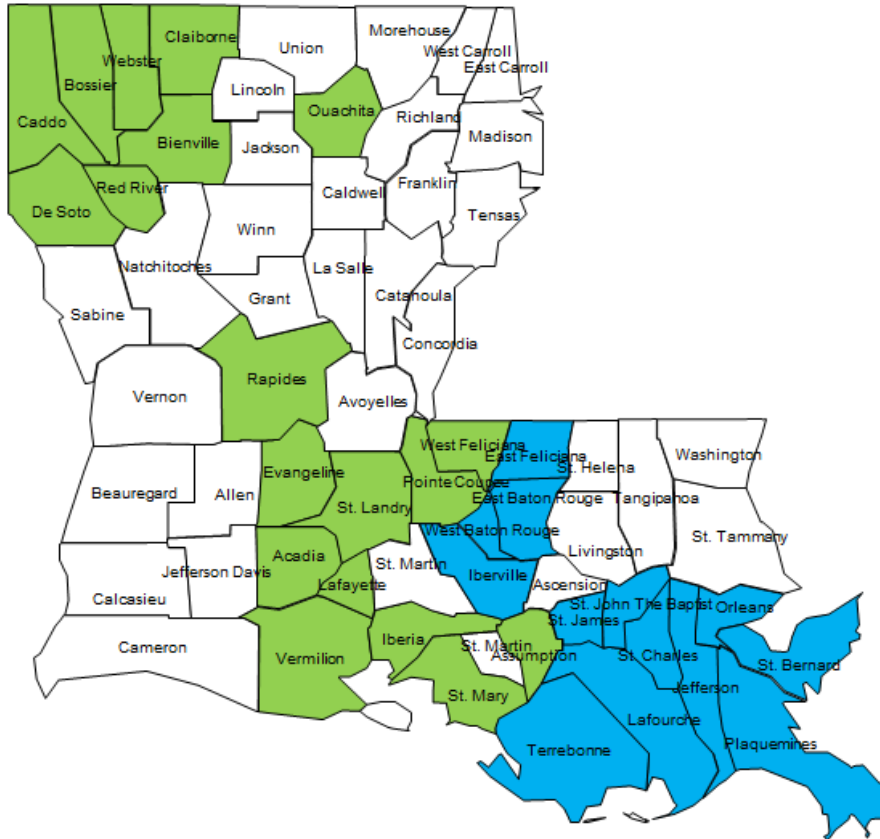 Claiborne
Union
Morehouse
West Carroll
East Carroll
Webster
Bossier
Lincoln
Ouachita
Richland
Caddo
Madison
Bienville
Jackson
Red River
Caldwell
Franklin
De Soto
Tensas
Winn
Natchitoches
La Salle
Grant
Catahoula
Sabine
Concordia
Rapides
Vernon
Avoyelles
West Feliciana
East Feliciana
St. Helena
Washington
Evangeline
Pointe Coupee
Beauregard
Allen
East Baton Rouge
Tangipahoa
St. Landry
West Baton Rouge
St. Tammany
Acadia
Livingston
Jefferson Davis
St. Martin
Iberville
Ascension
Lafayette
Calcasieu
St. John The Baptist
Orleans
St. James
Cameron
Vermilion
Iberia
St. Martin
Assumption
St. Charles
St. Bernard
Jefferson
St. Mary
Lafourche
Terrebonne
Plaquemines